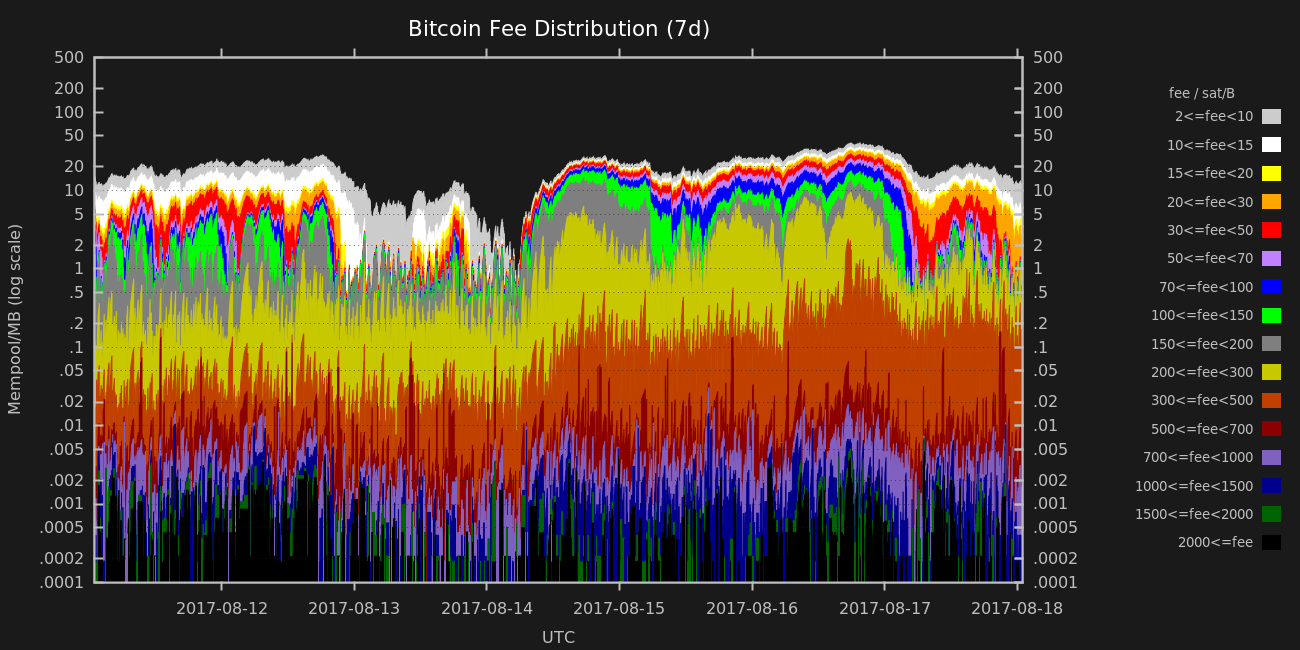 Bitcoin Fee Distribution (7d)
500
200
100
50
20
10
5
2
1
.5
.2
.1
.05
.02
.01
.005
.002
.001
.0005
.0002
.0001
Mempool/MB (log scale)
500
200
100
50
20
10
5
2
1
.5
.2
.1
.05
.02
.01
.005
.002
.001
.0005
.0002
.0001
2017-08-12 2017-08-13 2017-08-14 2017-08-15 2017-08-16 2017-08-17 2017-08-18
UTC
fee / sat/B
2<=fee<10
10<=fee<15
15<=fee<20
20<=fee<30
30<=fee<50
50<=fee<70
70<=fee<100
100<=fee<150
150<=fee<200
200<=fee<300
300<=fee<500
500<=fee<700
700<=fee<1000
1000<=fee<1500
1500<=fee<2000
2000<=fee